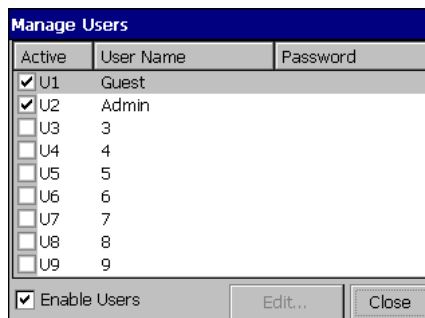 Manage Users
Active User Name Password
U1 Guest
U2 Admin
U3 3
U4 4
U5 5
U6 6
U7 7
U8 8
U9 9
Enable Users Edit... Close